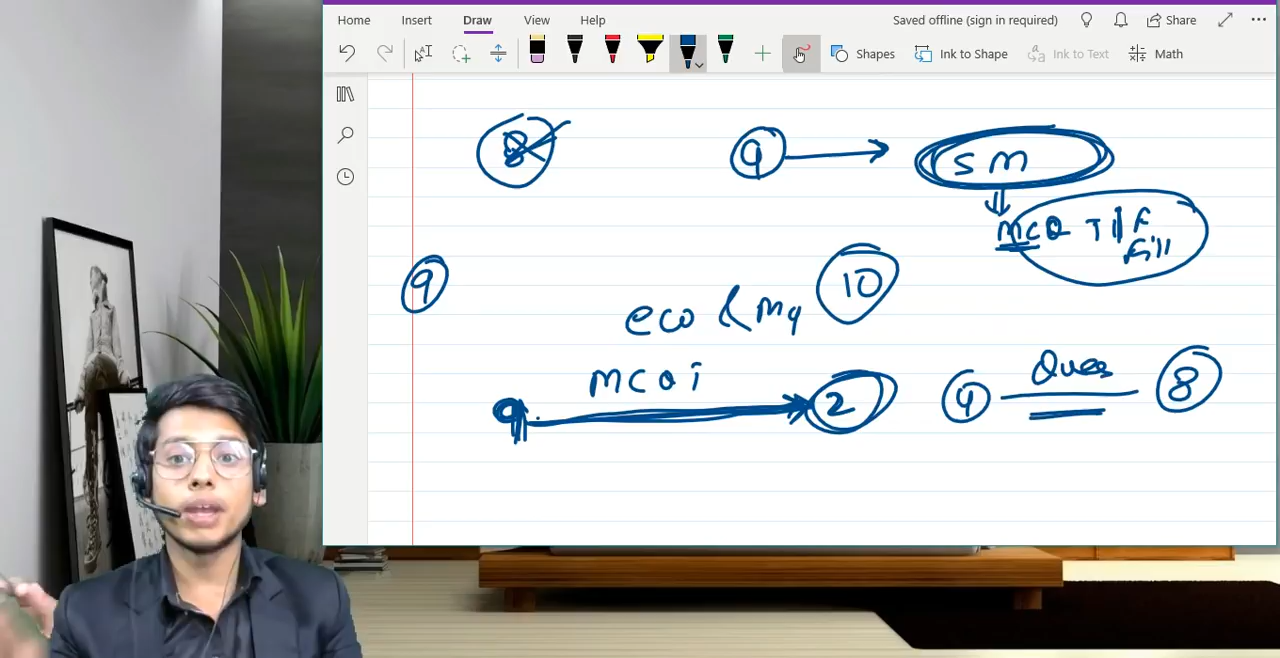 Home Insert Draw View Help Saved offline (sign in required) Share
Ink to Shape Ink to Text Math Shapes
8 9 SM
MCQ T/F
Fill
9 10
eco & Mg
Ques
MCQ
9 2 4 8